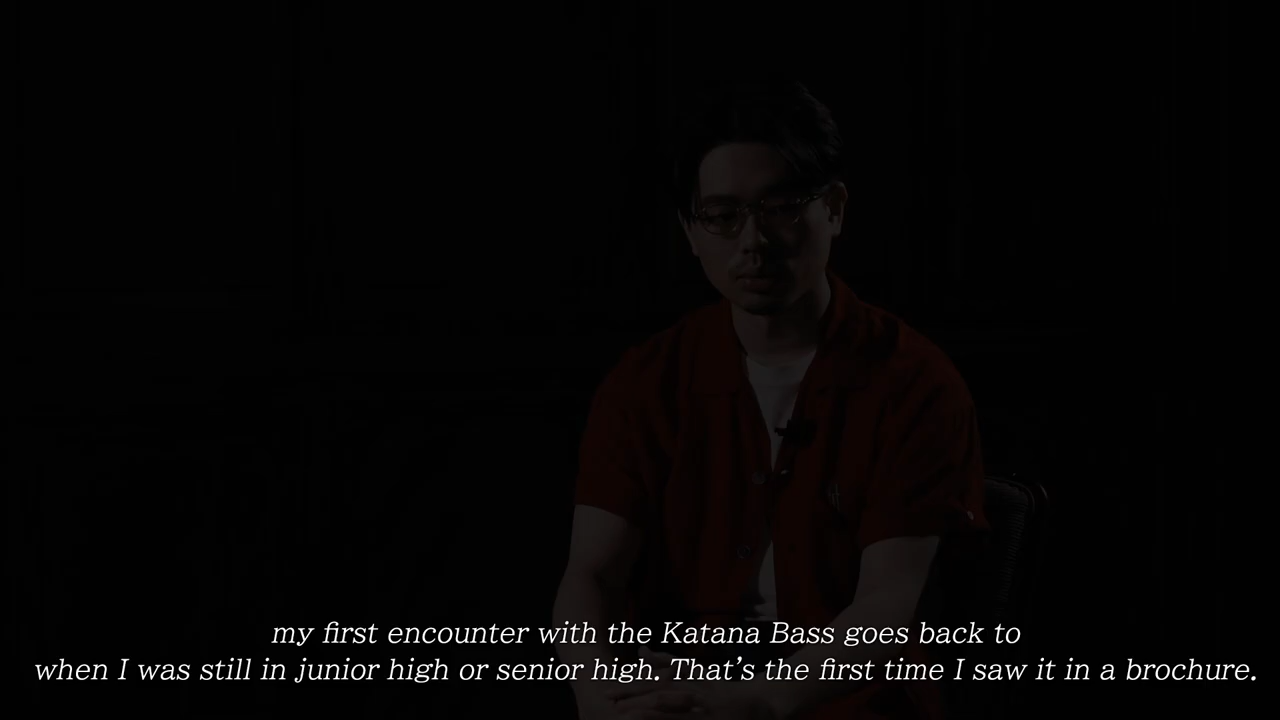 my first encounter with the Katana Bass goes back to
when I was still in junior high or senior high. That’s the first time I saw it in a brochure.